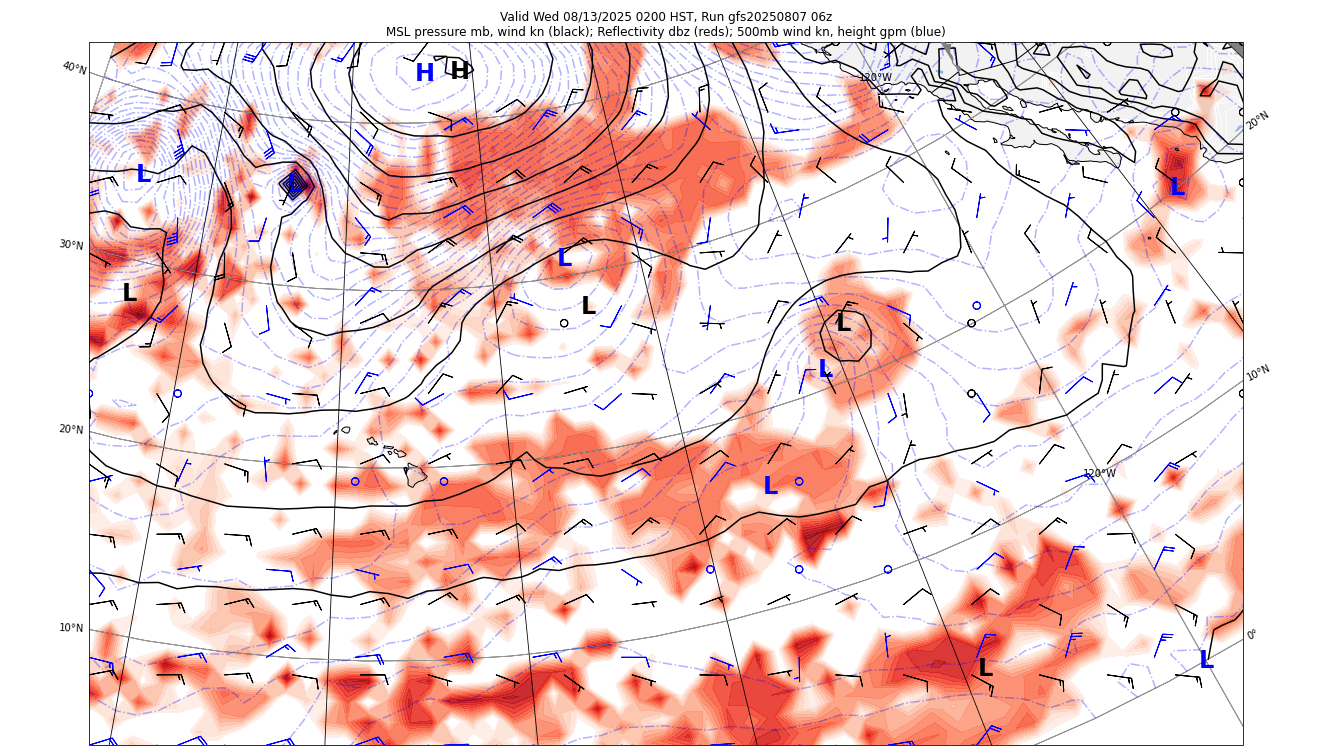 Valid Wed 08/13/2025 0200 HST, Run gfs20250807 06z
MSL pressure mb, wind kn (black); Reflectivity dbz (reds); 500mb wind kn, height gpm (blue)
40°N
H
H
120°W
20°N
L
L
L
30°N
L
L
L
L
L
10°N
20°N
L
120°W
10°N
0°
L
L